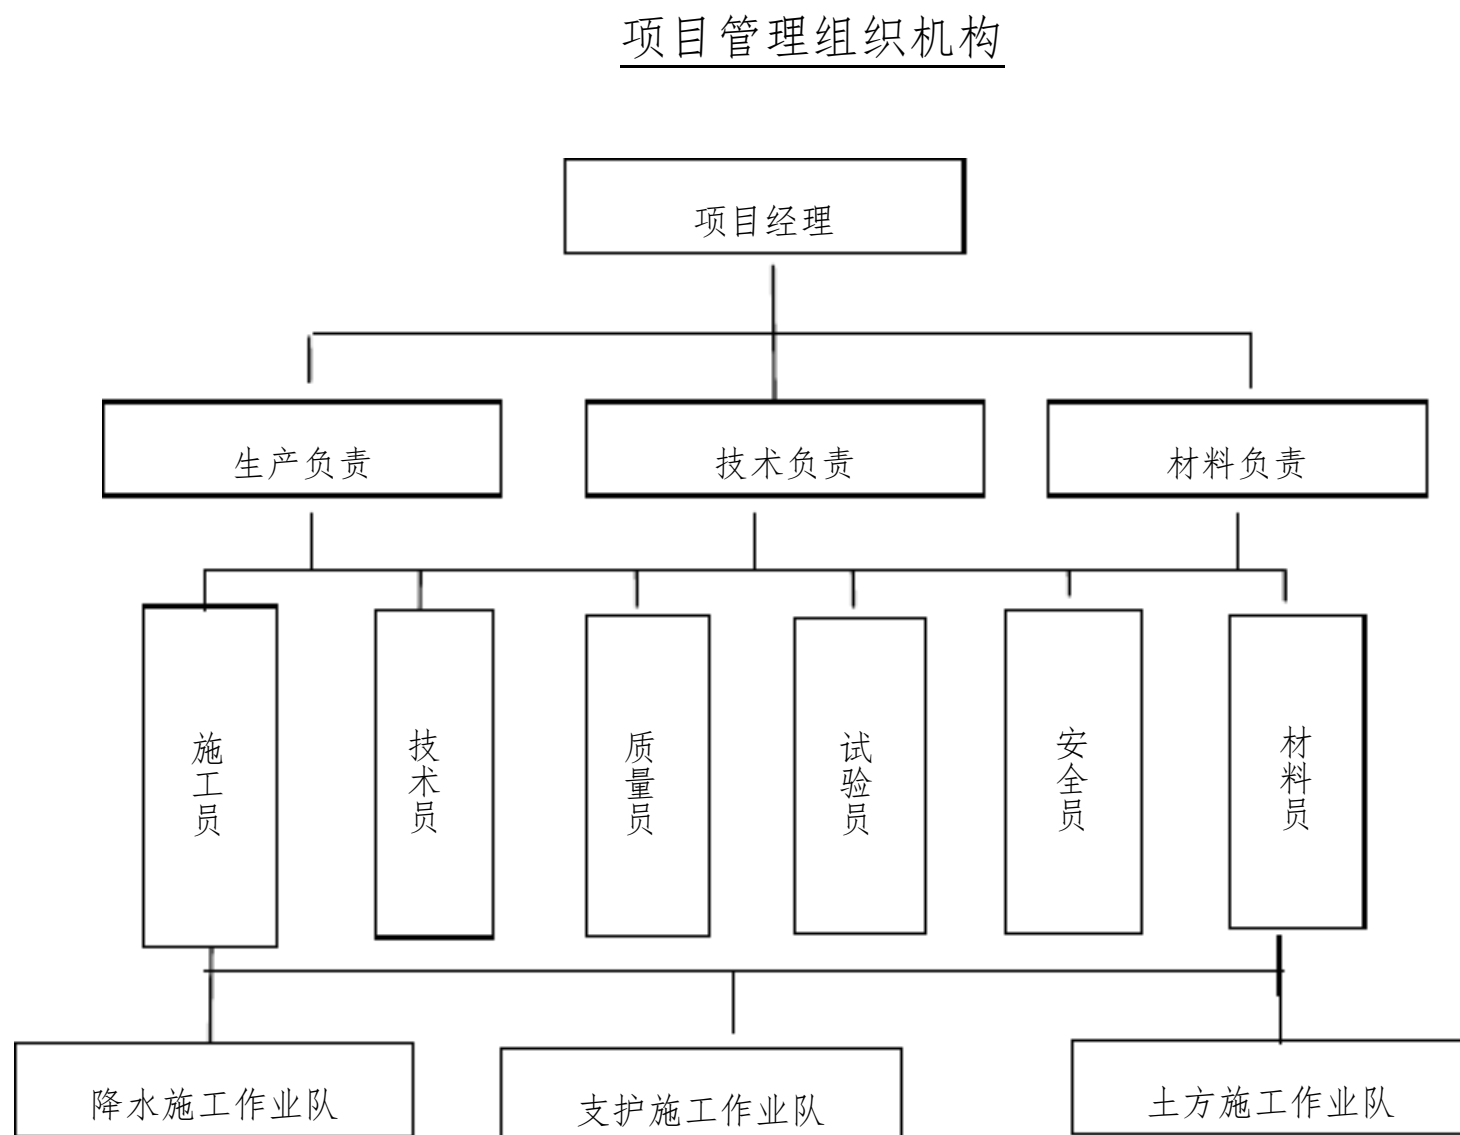 项目管理组织机构
项目经理
生产负责
技术负责
材料负责
施工员
技术员
质量员
试验员
安全员
材料员
降水施工作业队
支护施工作业队
土方施工作业队